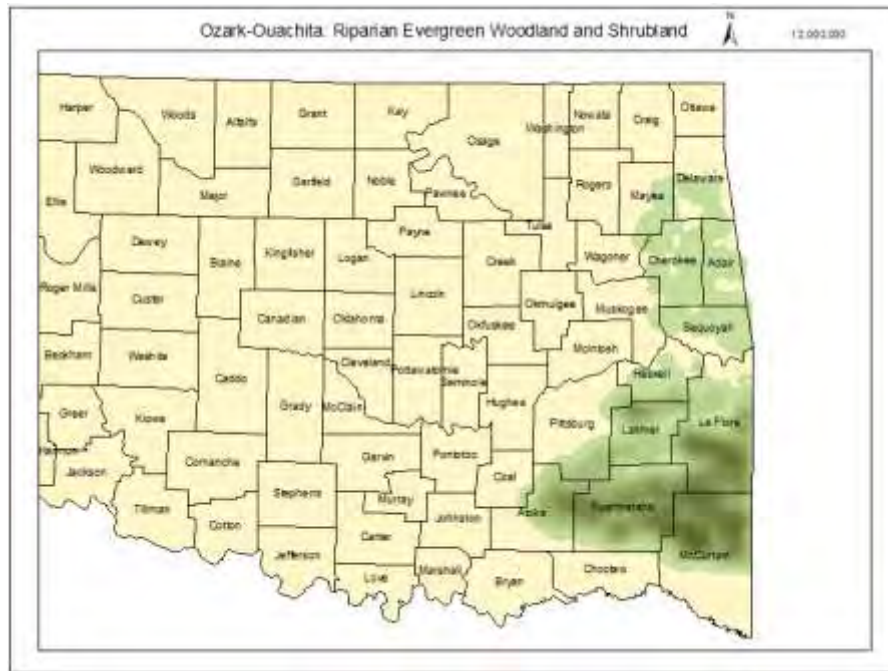 Ozark-Ouachita: Riparian Evergreen Woodland and Shrubland
N
Harper
Woods
Alfalfa
Grant
Kay
Osage
Washington
Nowata
Craig
Ottawa
Woodward
Major
Garfield
Noble
Pawnee
Rogers
Mayes
Delaware
Ellis
Dewey
Blaine
Kingfisher
Logan
Payne
Creek
Tulsa
Wagoner
Cherokee
Adair
Roger Mills
Custer
Canadian
Oklahoma
Lincoln
Okmulgee
Muskogee
Okfuskee
Sequoyah
Beckham
Washita
Caddo
Cleveland
Pottawatomie
Seminole
McIntosh
Haskell
Greer
Kiowa
Grady
McClain
Hughes
Pittsburg
Latimer
Le Flore
Jackson
Comanche
Garvin
Pontotoc
Coal
Tillman
Stephens
Murray
Johnston
Atoka
Pushmataha
Cotton
Jefferson
Carter
McCurtain
Love
Marshall
Bryan
Choctaw